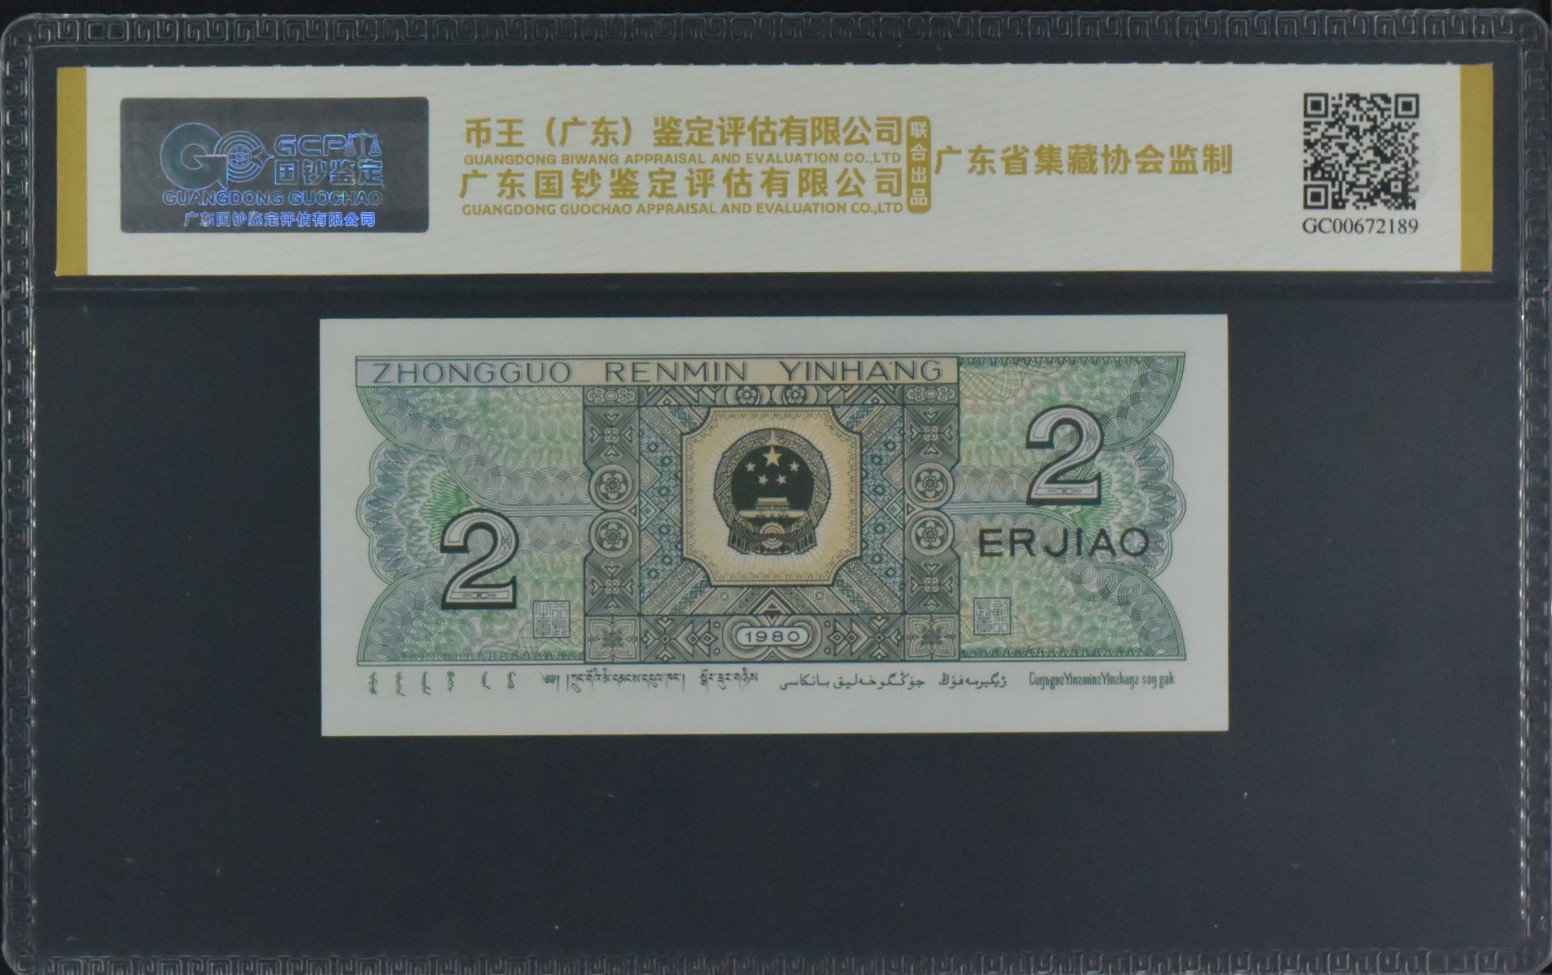 GCP
国钞鉴定
GUANGDONG GUOCHAO
广东国钞鉴定评估有限公司
币王（广东）鉴定评估有限公司
GUANGDONG BIWANG APPRAISAL AND EVALUATION CO.,LTD
广东国钞鉴定评估有限公司
GUANGDONG GUOCHAO APPRAISAL AND EVALUATION CO.,LTD
联合出品
广东省集藏协会监制
GC00672189
ZHONGGUO RENMIN YINHANG
2
2
ERJIAO
1980
جۇڭگو خەلىق بانكاسى